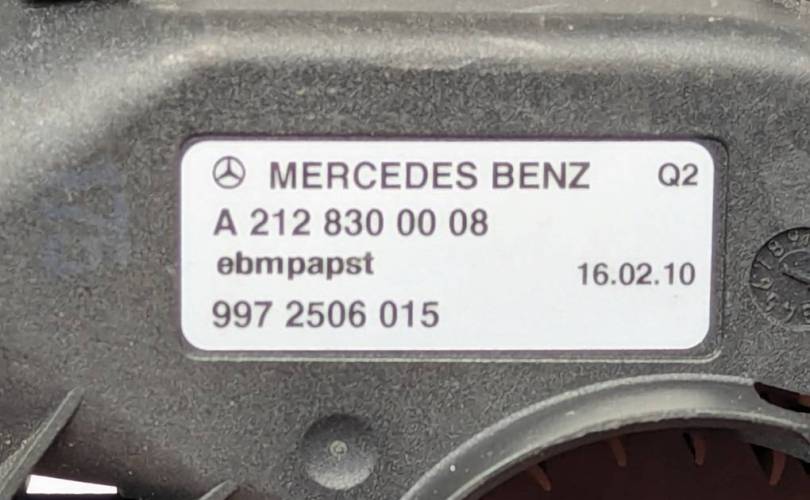 MERCEDES BENZ Q2
A 212 830 00 08
ebmpapst
16.02.10
997 2506 015